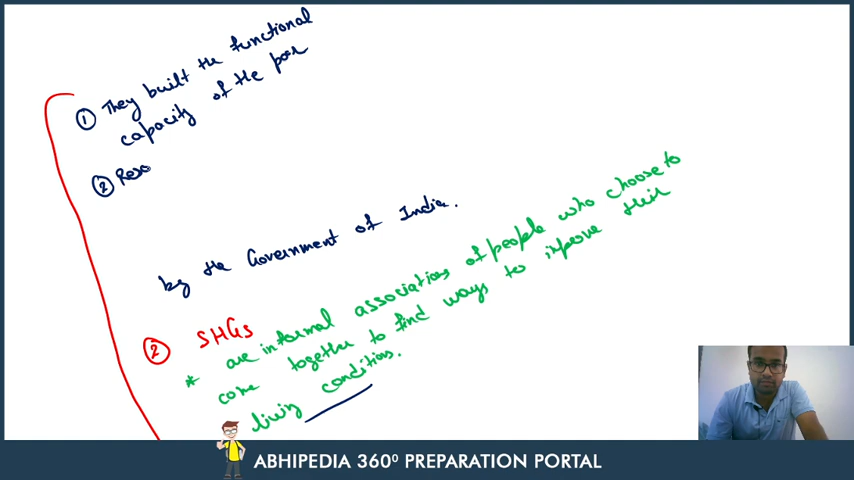 ① They built the functional
capacity of the poor
② Reso
by the Government of India.
② SHGs
* are informal associations of people who choose to
come together to find ways to improve their
living conditions.
ABHIPEDIA 360⁰ PREPARATION PORTAL